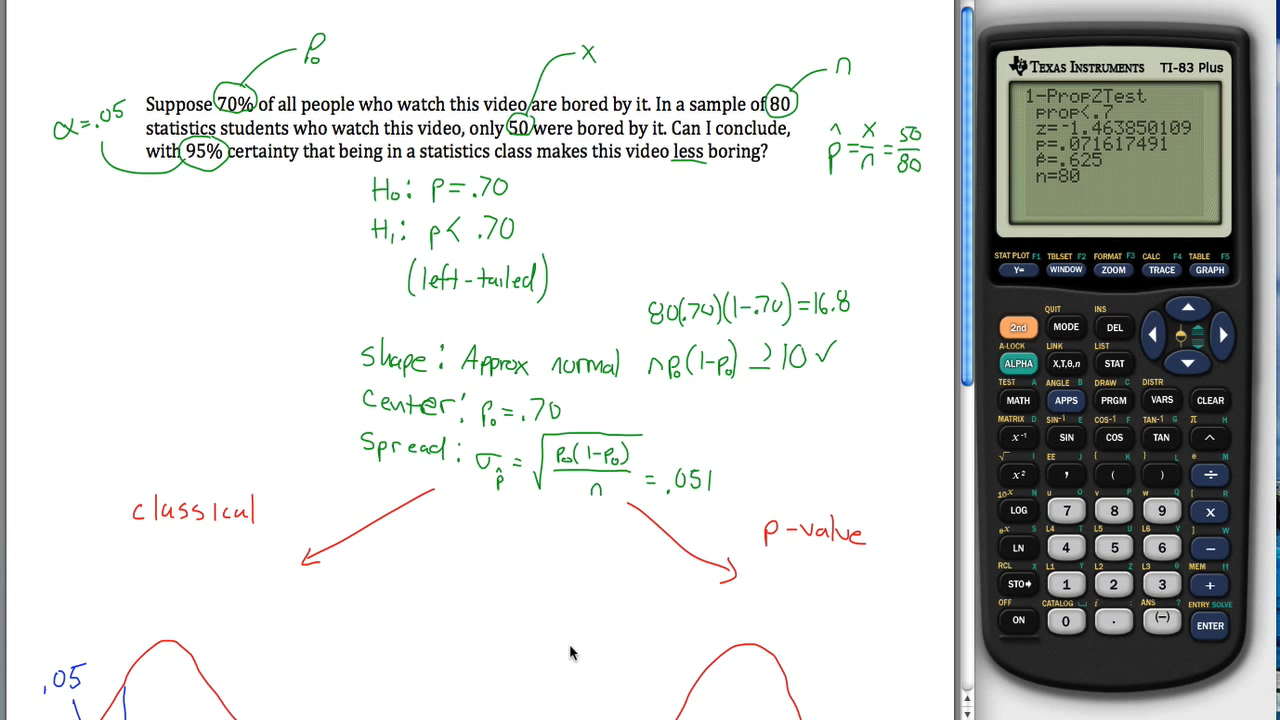 p₀
x
n
α=.05
Suppose 70% of all people who watch this video are bored by it. In a sample of 80
statistics students who watch this video, only 50 were bored by it. Can I conclude,
with 95% certainty that being in a statistics class makes this video less boring?
p̂ = x/n = 50/80
H₀: p = .70
H₁: p < .70
(left-tailed)
80(.70)(1-.70)=16.8
Shape: Approx normal np₀(1-p₀) ≥ 10 ✓
Center: p₀ = .70
Spread: σp̂ = √(p₀(1-p₀)/n) = .051
classical
p-value
.05
TEXAS INSTRUMENTS TI-83 Plus
1-PropZTest
prop<.7
z=-1.463850109
p=.071617491
p̂=.625
n=80
STAT PLOT F1 TBLSET F2 FORMAT F3 CALC F4 TABLE F5
Y= WINDOW ZOOM TRACE GRAPH
QUIT INS
2nd MODE DEL
A-LOCK LINK LIST
ALPHA X,T,θ,n STAT
TEST A ANGLE B DRAW C DISTR
MATH APPS PRGM VARS CLEAR
MATRIX D SIN⁻¹ E COS⁻¹ F TAN⁻¹ G π H
x⁻¹ SIN COS TAN ^
√ I EE J { K } L e M
x² , ( ) ÷
10ˣ N u O v P w Q [ R
LOG 7 8 9 x
eˣ S L4 T L5 U L6 V ] W
LN 4 5 6 −
RCL X L1 Y L2 Z L3 θ MEM "
STO➔ 1 2 3 +
OFF CATALOG i : ANS ? ENTRY SOLVE
ON 0 . (−) ENTER